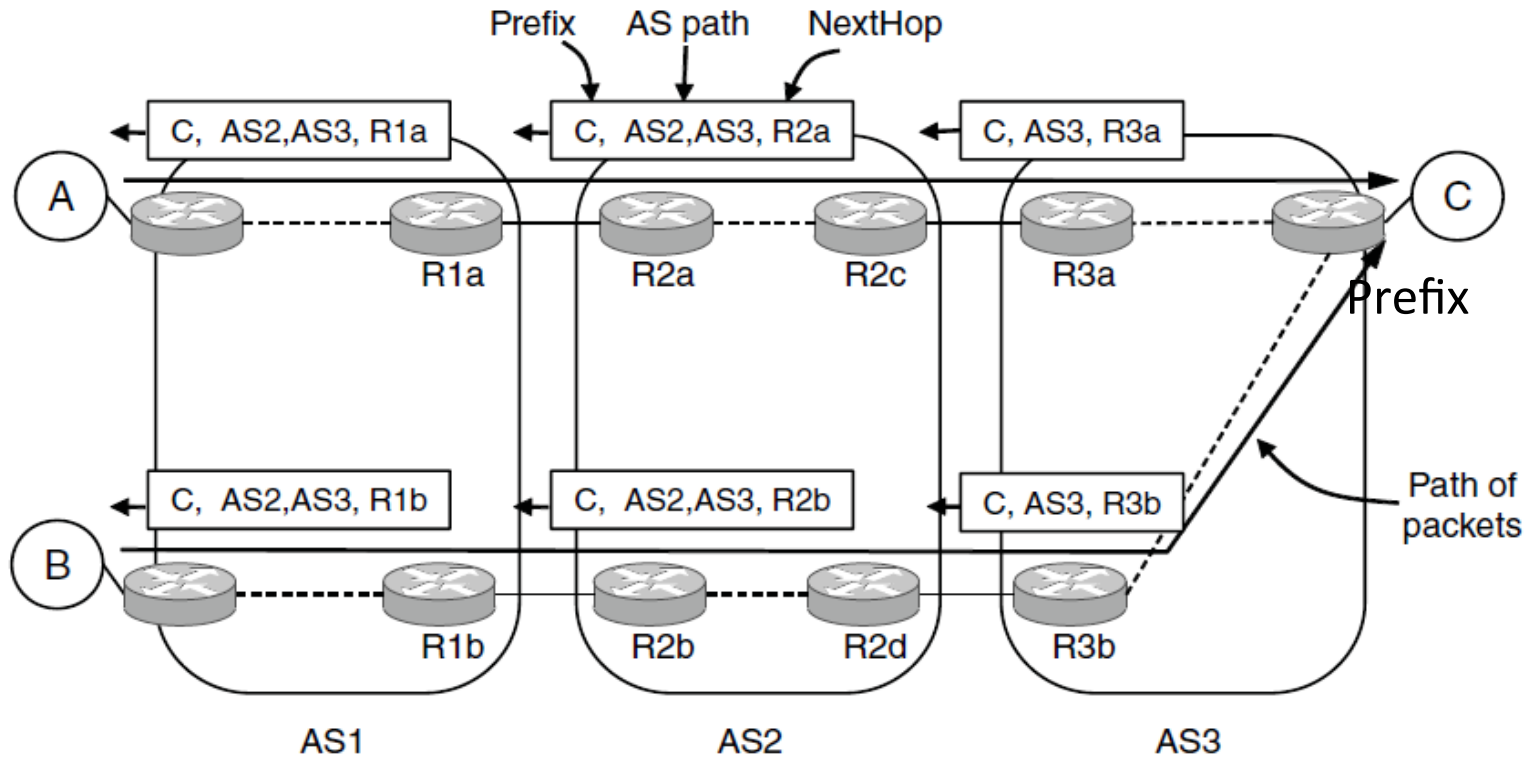 Prefix AS path NextHop
C, AS2,AS3, R1a
C, AS2,AS3, R2a
C, AS3, R3a
A
C
R1a
R2a
R2c
R3a
Prefix
C, AS2,AS3, R1b
C, AS2,AS3, R2b
C, AS3, R3b
Path of
packets
B
R1b
R2b
R2d
R3b
AS1
AS2
AS3